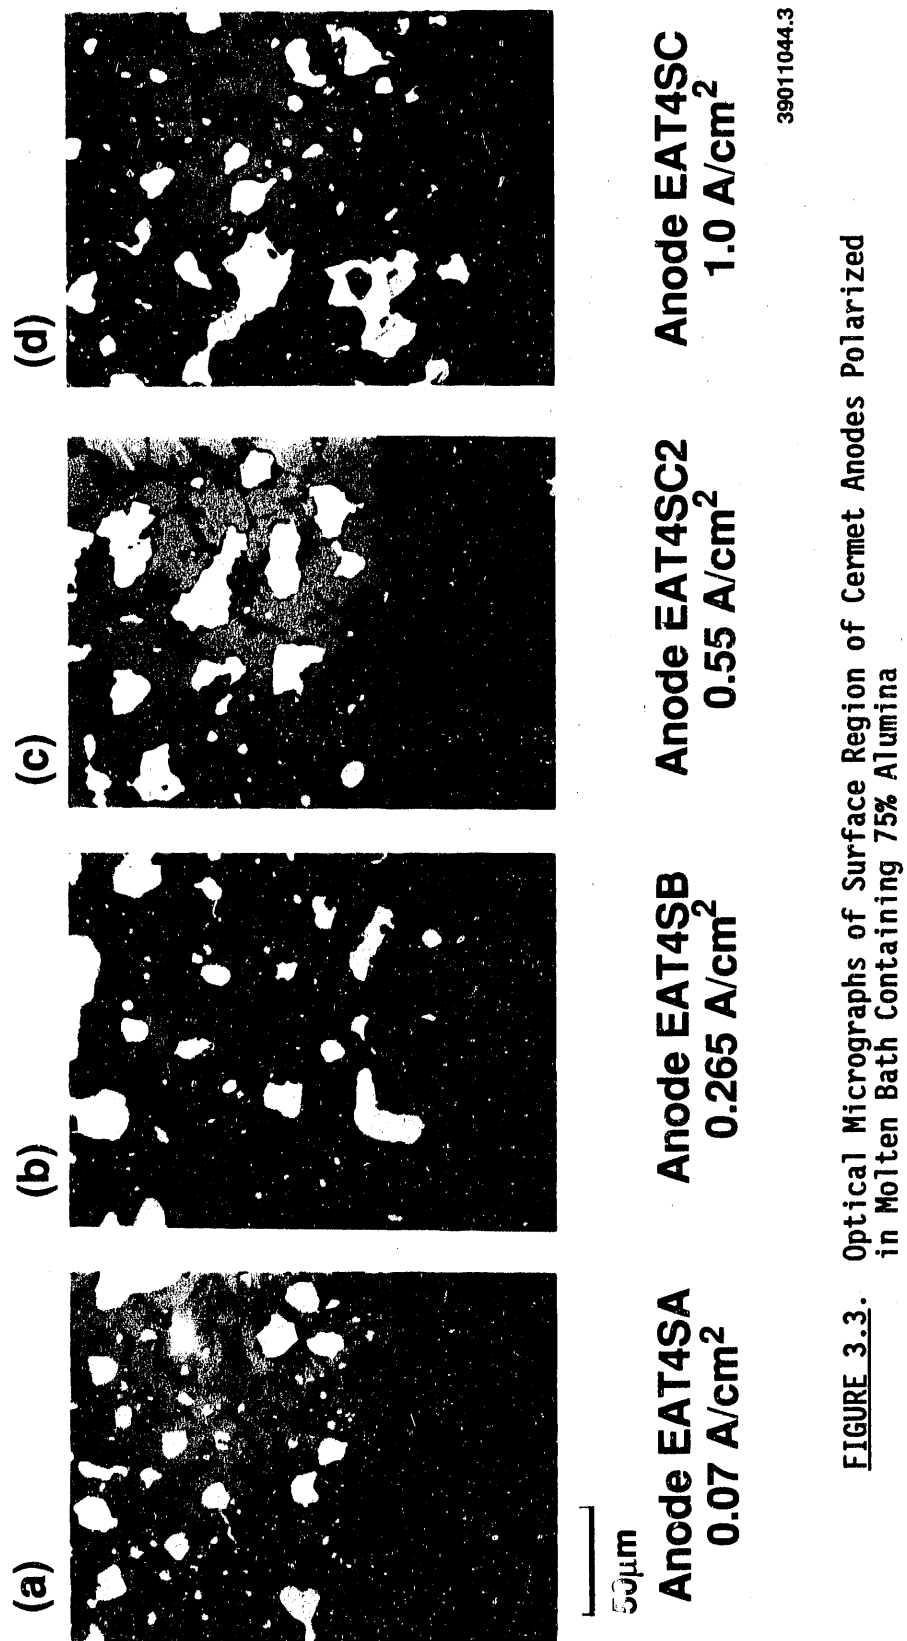 (a)
(b)
(c)
(d)
50μm
Anode EAT4SA
0.07 A/cm²
Anode EAT4SB
0.265 A/cm²
Anode EAT4SC2
0.55 A/cm²
Anode EAT4SC
1.0 A/cm²
39011044.3
FIGURE 3.3. Optical Micrographs of Surface Region of Cermet Anodes Polarized
in Molten Bath Containing 75% Alumina